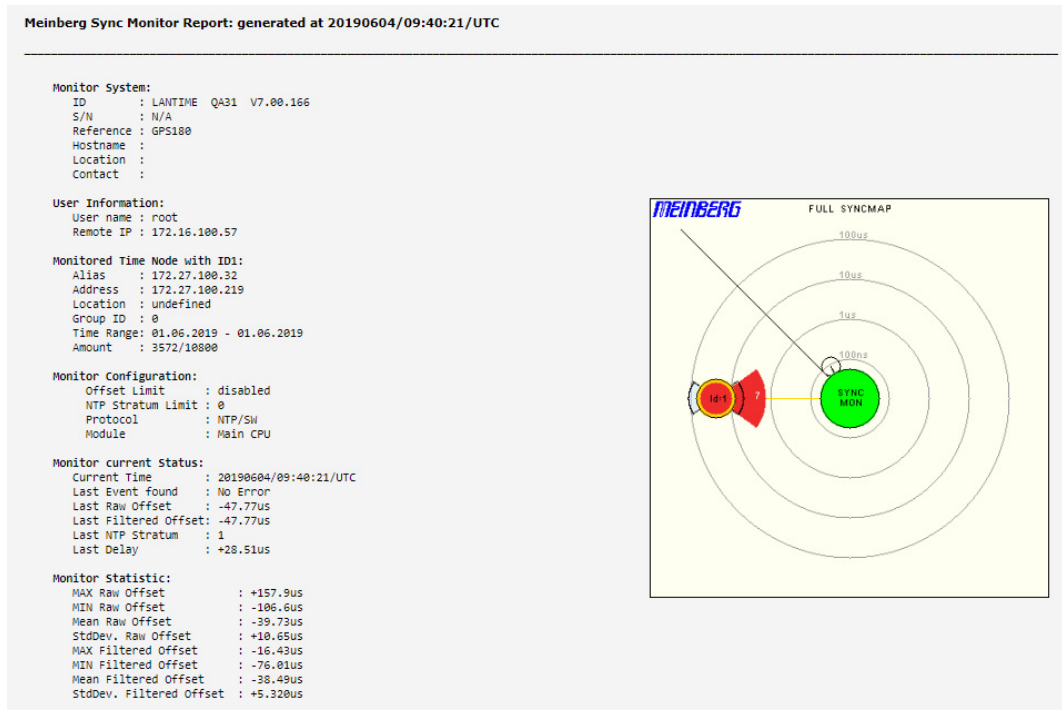 Meinberg Sync Monitor Report: generated at 20190604/09:40:21/UTC
Monitor System:
ID : LANTIME QA31 V7.00.166
S/N : N/A
Reference : GPS180
Hostname :
Location :
Contact :
User Information:
User name : root
Remote IP : 172.16.100.57
Monitored Time Node with ID1:
Alias : 172.27.100.32
Address : 172.27.100.219
Location : undefined
Group ID : 0
Time Range: 01.06.2019 - 01.06.2019
Amount : 3572/10800
Monitor Configuration:
Offset Limit : disabled
NTP Stratum Limit : 0
Protocol : NTP/SW
Module : Main CPU
Monitor current Status:
Current Time : 20190604/09:40:21/UTC
Last Event found : No Error
Last Raw Offset : -47.77us
Last Filtered Offset: -47.77us
Last NTP Stratum : 1
Last Delay : +28.51us
Monitor Statistic:
MAX Raw Offset : +157.9us
MIN Raw Offset : -106.6us
Mean Raw Offset : -39.73us
StdDev. Raw Offset : +10.65us
MAX Filtered Offset : -16.43us
MIN Filtered Offset : -76.01us
Mean Filtered Offset : -38.49us
StdDev. Filtered Offset : +5.320us
MEINBERG
FULL SYNCMAP
100us
10us
1us
100ns
Id-1
7
SYNC
MON